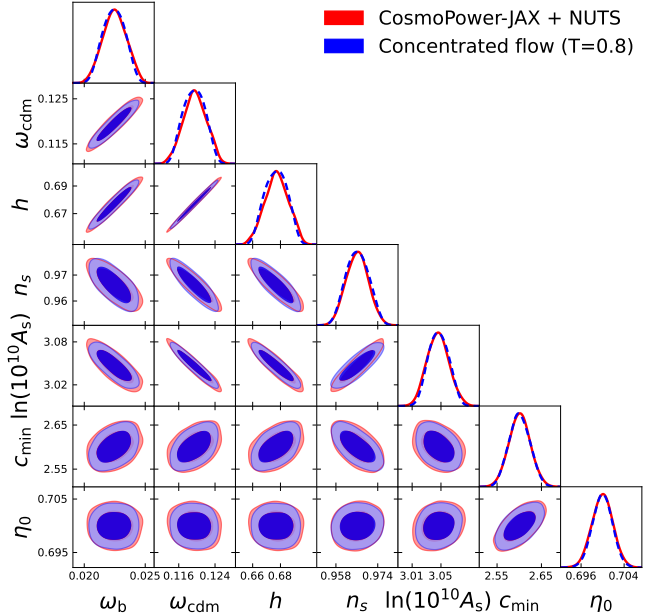 CosmoPower-JAX + NUTS
Concentrated flow (T=0.8)
ω_cdm
0.125
0.115
h
0.69
0.67
n_s
0.97
0.96
ln(10^10 A_s)
3.08
3.02
c_min
2.65
2.55
η_0
0.705
0.695
0.020 0.025 0.116 0.124 0.66 0.68 0.958 0.974 3.01 3.05 2.55 2.65 0.696 0.704
ω_b ω_cdm h n_s ln(10^10 A_s) c_min η_0